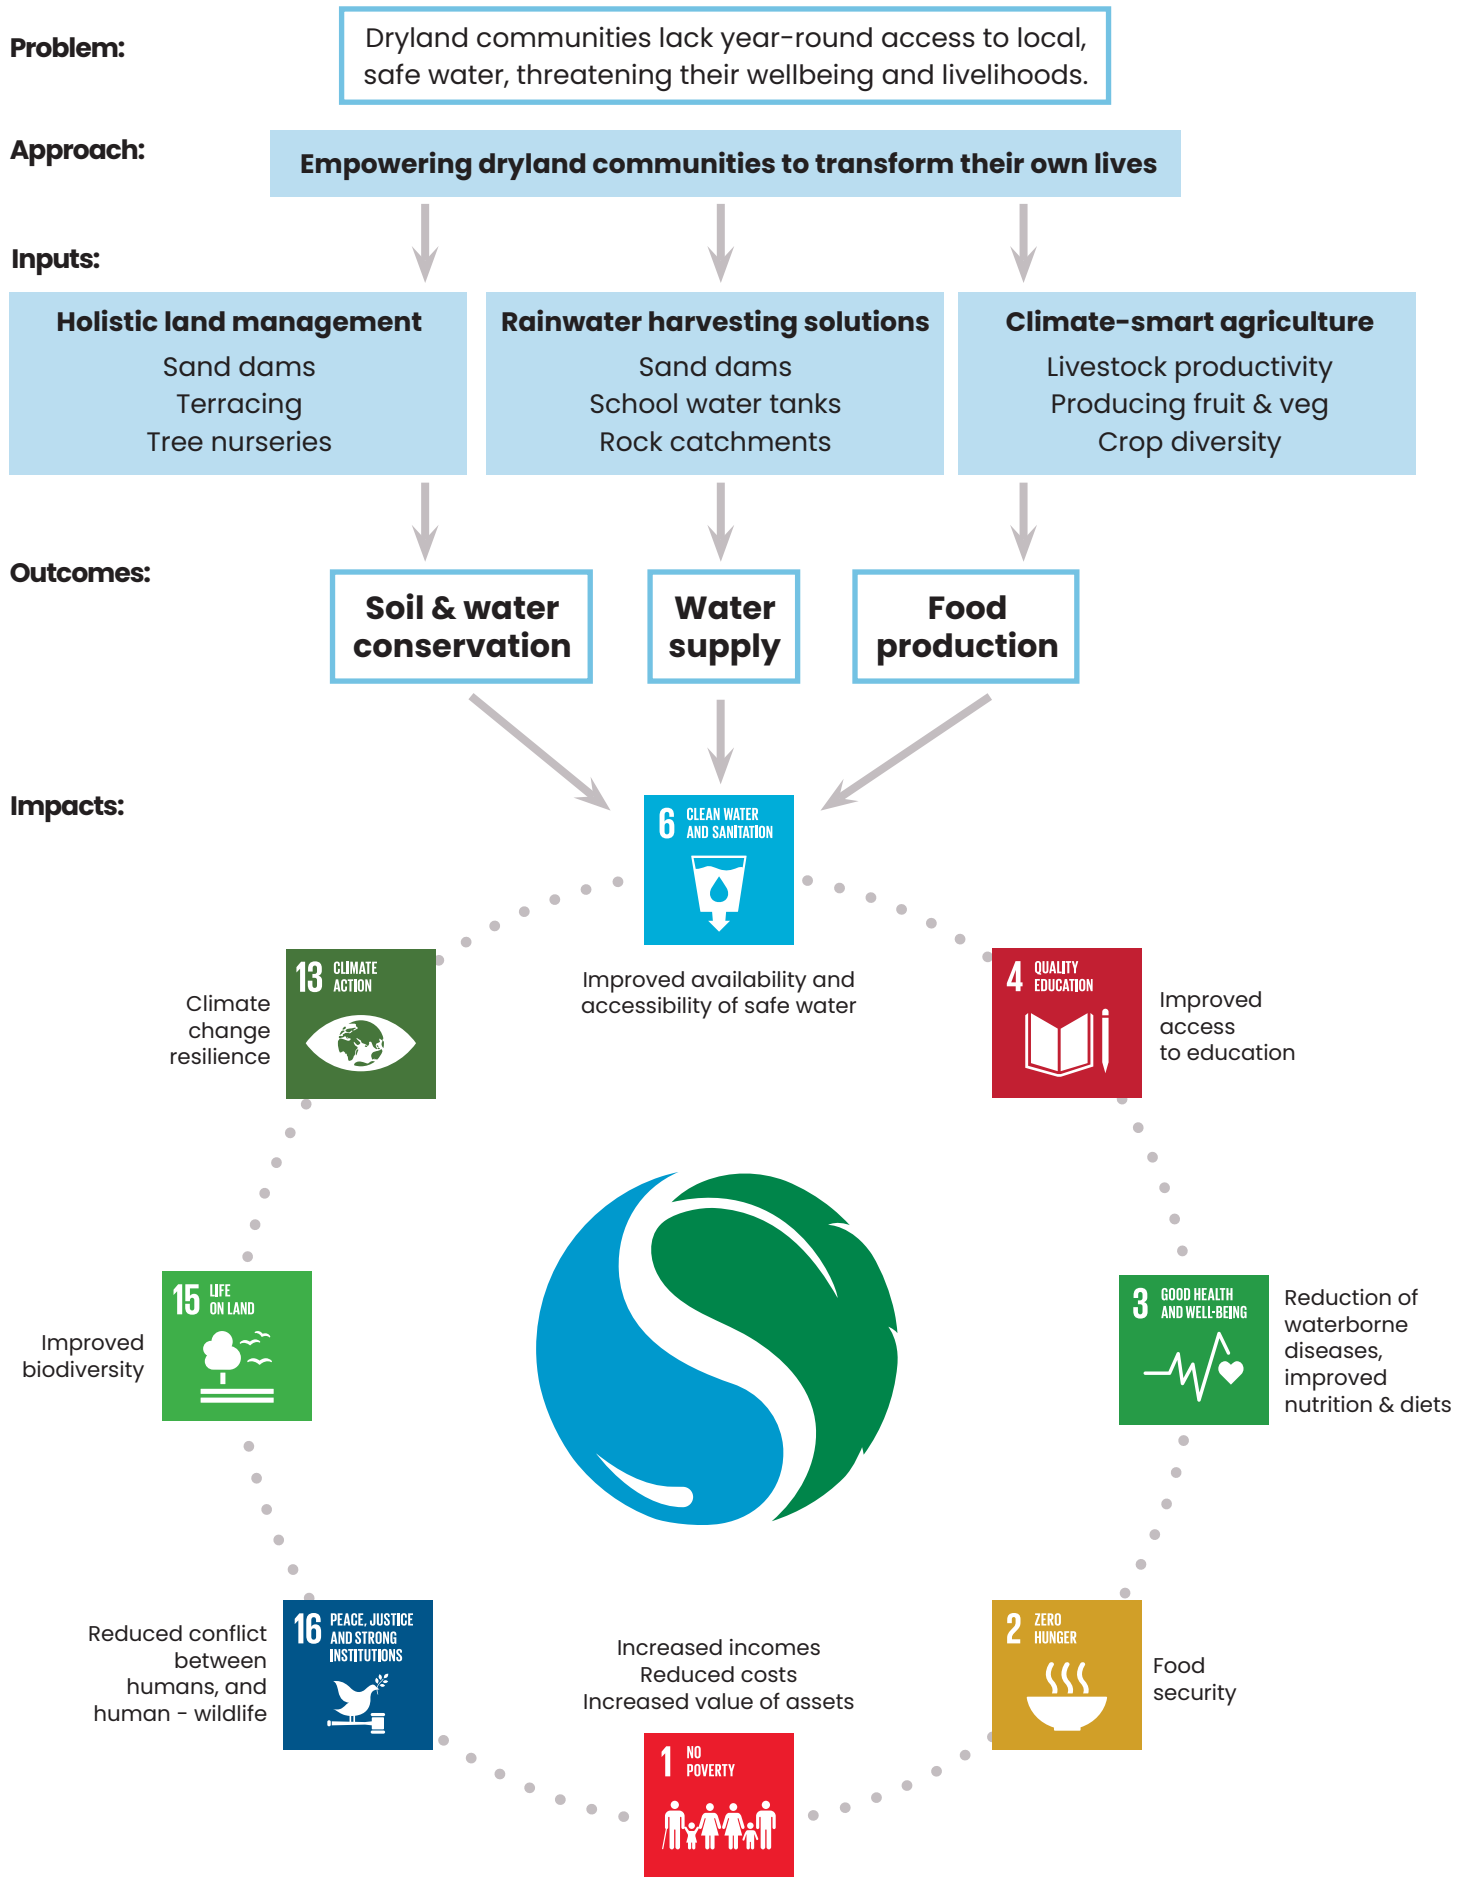 Problem:
Dryland communities lack year-round access to local,
safe water, threatening their wellbeing and livelihoods.
Approach:
Empowering dryland communities to transform their own lives
Inputs:
Holistic land management
Sand dams
Terracing
Tree nurseries
Rainwater harvesting solutions
Sand dams
School water tanks
Rock catchments
Climate-smart agriculture
Livestock productivity
Producing fruit & veg
Crop diversity
Outcomes:
Soil & water
conservation
Water
supply
Food
production
Impacts:
6 CLEAN WATER
AND SANITATION
Improved availability and
accessibility of safe water
4 QUALITY
EDUCATION
Improved
access
to education
3 GOOD HEALTH
AND WELL-BEING
Reduction of
waterborne
diseases,
improved
nutrition & diets
2 ZERO
HUNGER
Food
security
Increased incomes
Reduced costs
Increased value of assets
1 NO
POVERTY
16 PEACE, JUSTICE
AND STRONG
INSTITUTIONS
Reduced conflict
between
humans, and
human - wildlife
15 LIFE
ON LAND
Improved
biodiversity
13 CLIMATE
ACTION
Climate
change
resilience